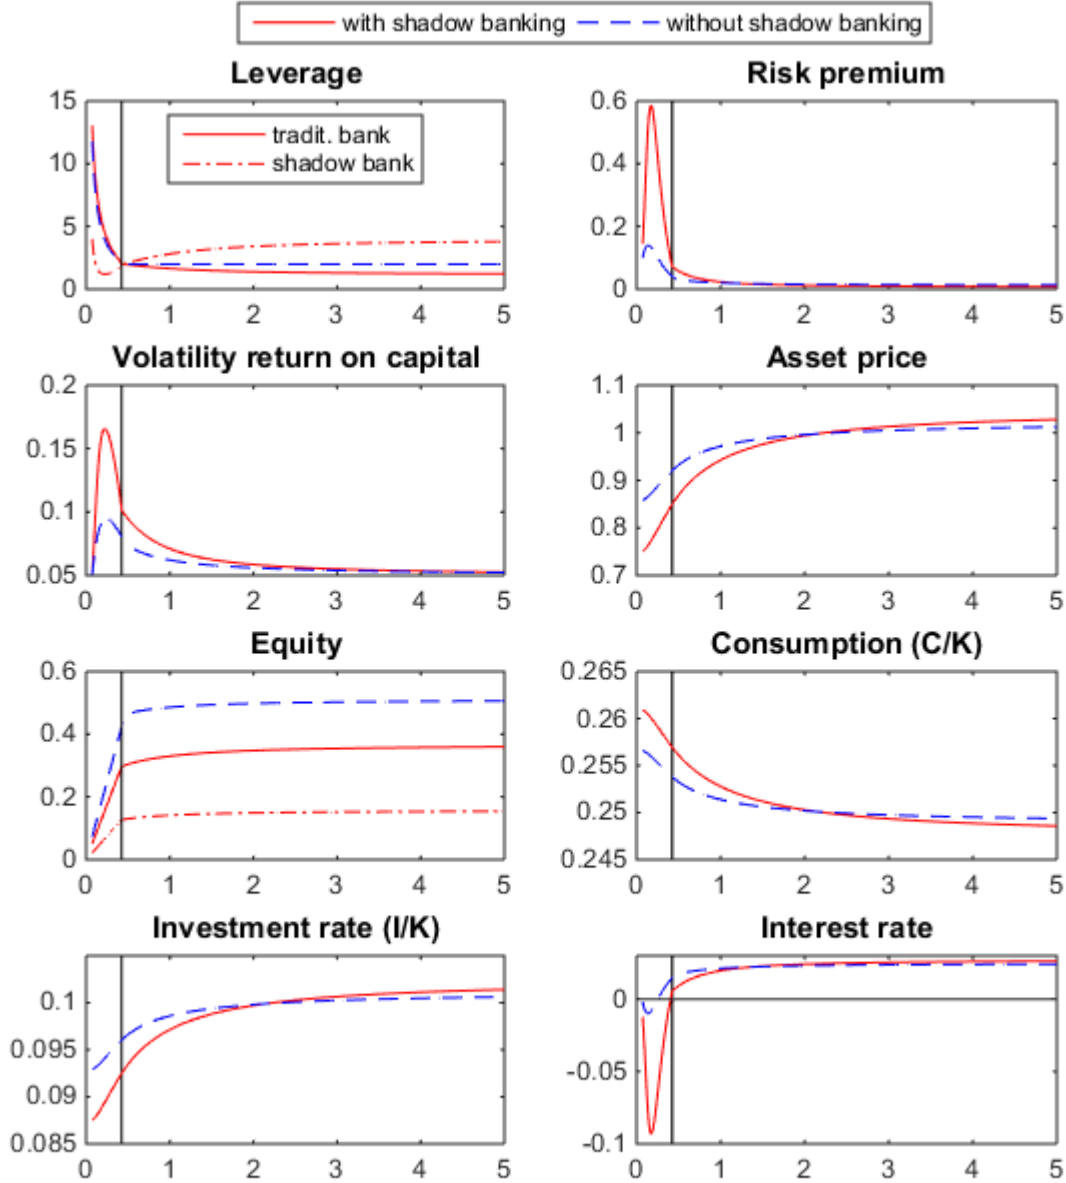 with shadow banking without shadow banking
Leverage
15
10
5
0
tradit. bank
shadow bank
0 1 2 3 4 5
Risk premium
0.6
0.4
0.2
0
0 1 2 3 4 5
Volatility return on capital
0.2
0.15
0.1
0.05
0 1 2 3 4 5
Asset price
1.1
1
0.9
0.8
0.7
0 1 2 3 4 5
Equity
0.6
0.4
0.2
0
0 1 2 3 4 5
Consumption (C/K)
0.265
0.26
0.255
0.25
0.245
0 1 2 3 4 5
Investment rate (I/K)
0.1
0.095
0.09
0.085
0 1 2 3 4 5
Interest rate
0
-0.05
-0.1
0 1 2 3 4 5